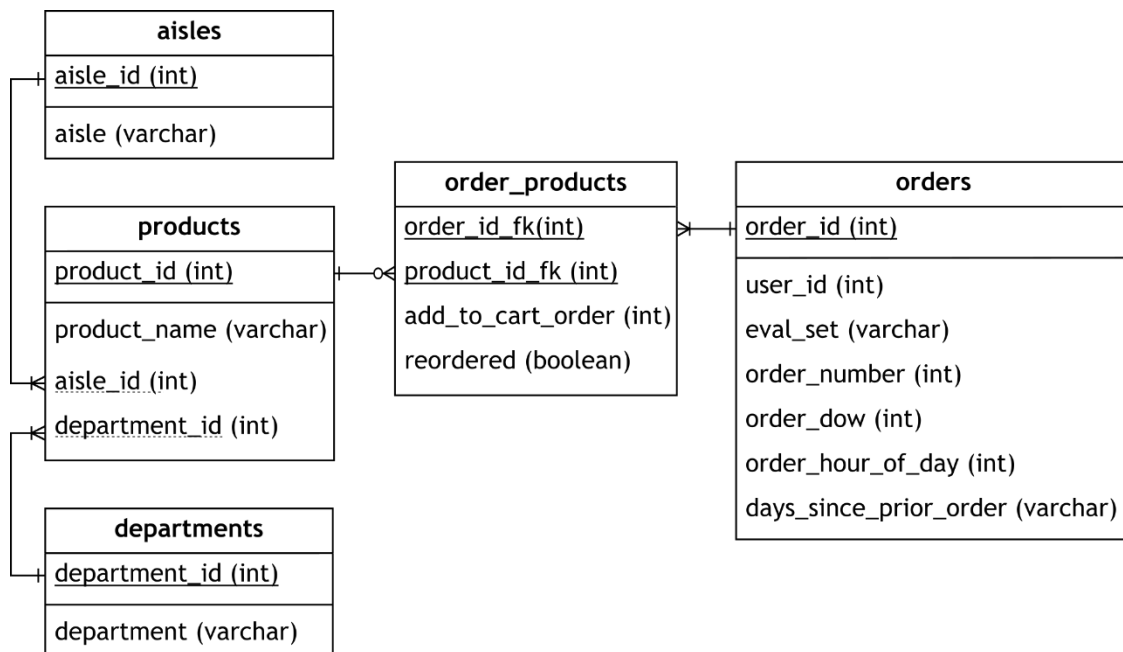 aisles
aisle_id (int)
aisle (varchar)
products
product_id (int)
product_name (varchar)
aisle_id (int)
department_id (int)
departments
department_id (int)
department (varchar)
order_products
order_id_fk(int)
product_id_fk (int)
add_to_cart_order (int)
reordered (boolean)
orders
order_id (int)
user_id (int)
eval_set (varchar)
order_number (int)
order_dow (int)
order_hour_of_day (int)
days_since_prior_order (varchar)